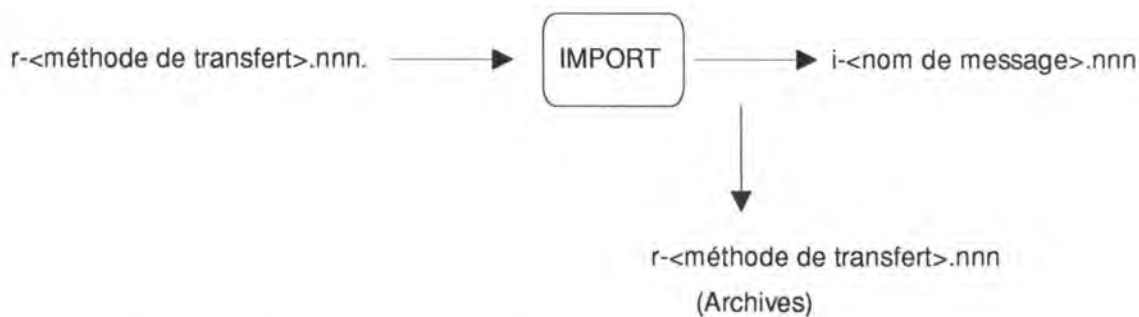 r-<méthode de transfert>.nnn.
IMPORT
i-<nom de message>.nnn
r-<méthode de transfert>.nnn
(Archives)